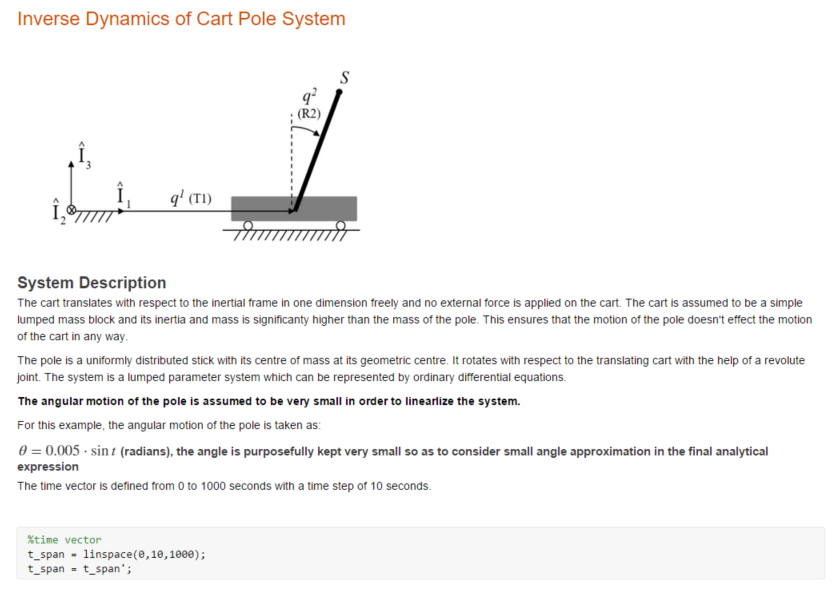 Inverse Dynamics of Cart Pole System
S
q²
(R2)
Î₃
Î₁
q¹ (T1)
Î₂
System Description
The cart translates with respect to the inertial frame in one dimension freely and no external force is applied on the cart. The cart is assumed to be a simple
lumped mass block and its inertia and mass is significanty higher than the mass of the pole. This ensures that the motion of the pole doesn't effect the motion
of the cart in any way.
The pole is a uniformly distributed stick with its centre of mass at its geometric centre. It rotates with respect to the translating cart with the help of a revolute
joint. The system is a lumped parameter system which can be represented by ordinary differential equations.
The angular motion of the pole is assumed to be very small in order to linearlize the system.
For this example, the angular motion of the pole is taken as:
θ = 0.005 · sin t (radians), the angle is purposefully kept very small so as to consider small angle approximation in the final analytical
expression
The time vector is defined from 0 to 1000 seconds with a time step of 10 seconds.
%time vector
t_span = linspace(0,10,1000);
t_span = t_span';